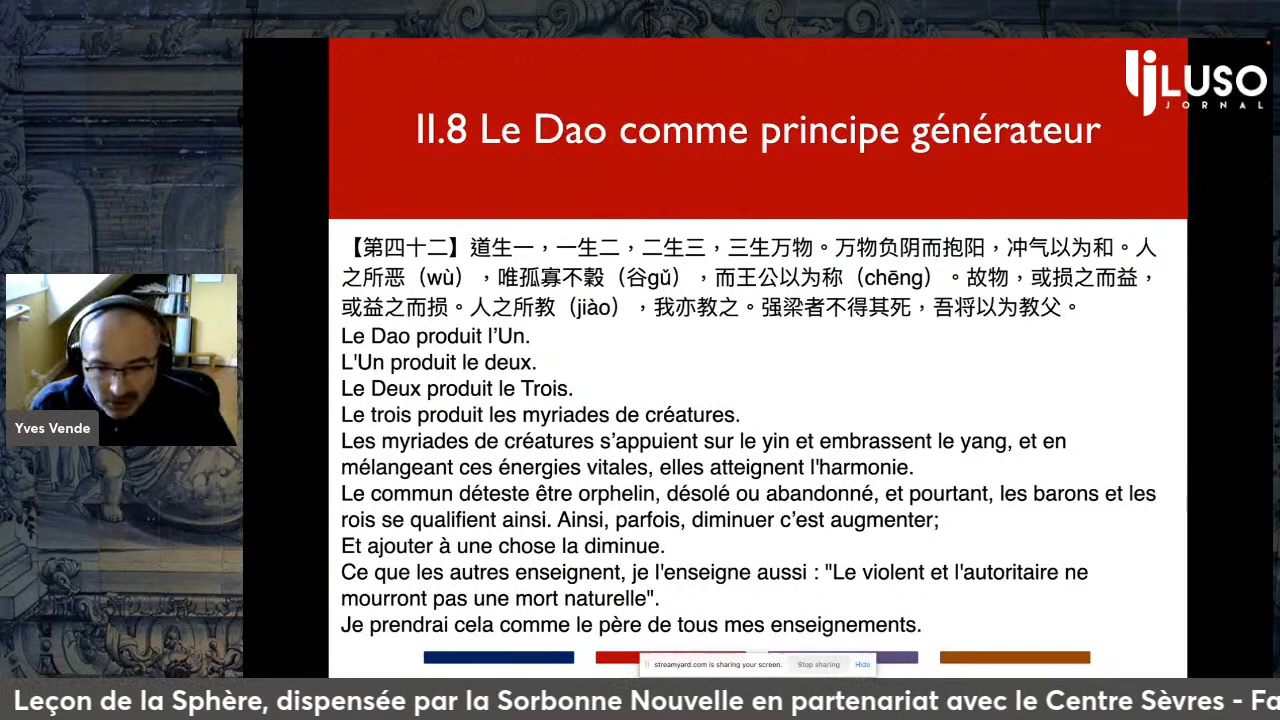 LUSO
JORNAL
II.8 Le Dao comme principe générateur
【第四十二】道生一，一生二，二生三，三生万物。万物负阴而抱阳，冲气以为和。人
之所恶（wù），唯孤寡不穀（谷gǔ），而王公以为称（chēng）。故物，或损之而益，
或益之而损。人之所教（jiào），我亦教之。强梁者不得其死，吾将以为教父。
Le Dao produit l’Un.
L'Un produit le deux.
Le Deux produit le Trois.
Le trois produit les myriades de créatures.
Les myriades de créatures s’appuient sur le yin et embrassent le yang, et en
mélangeant ces énergies vitales, elles atteignent l'harmonie.
Le commun déteste être orphelin, désolé ou abandonné, et pourtant, les barons et les
rois se qualifient ainsi. Ainsi, parfois, diminuer c’est augmenter;
Et ajouter à une chose la diminue.
Ce que les autres enseignent, je l'enseigne aussi : "Le violent et l'autoritaire ne
mourront pas une mort naturelle".
Je prendrai cela comme le père de tous mes enseignements.
Yves Vende
streamyard.com is sharing your screen. Stop sharing Hide
Leçon de la Sphère, dispensée par la Sorbonne Nouvelle en partenariat avec le Centre Sèvres - Fa